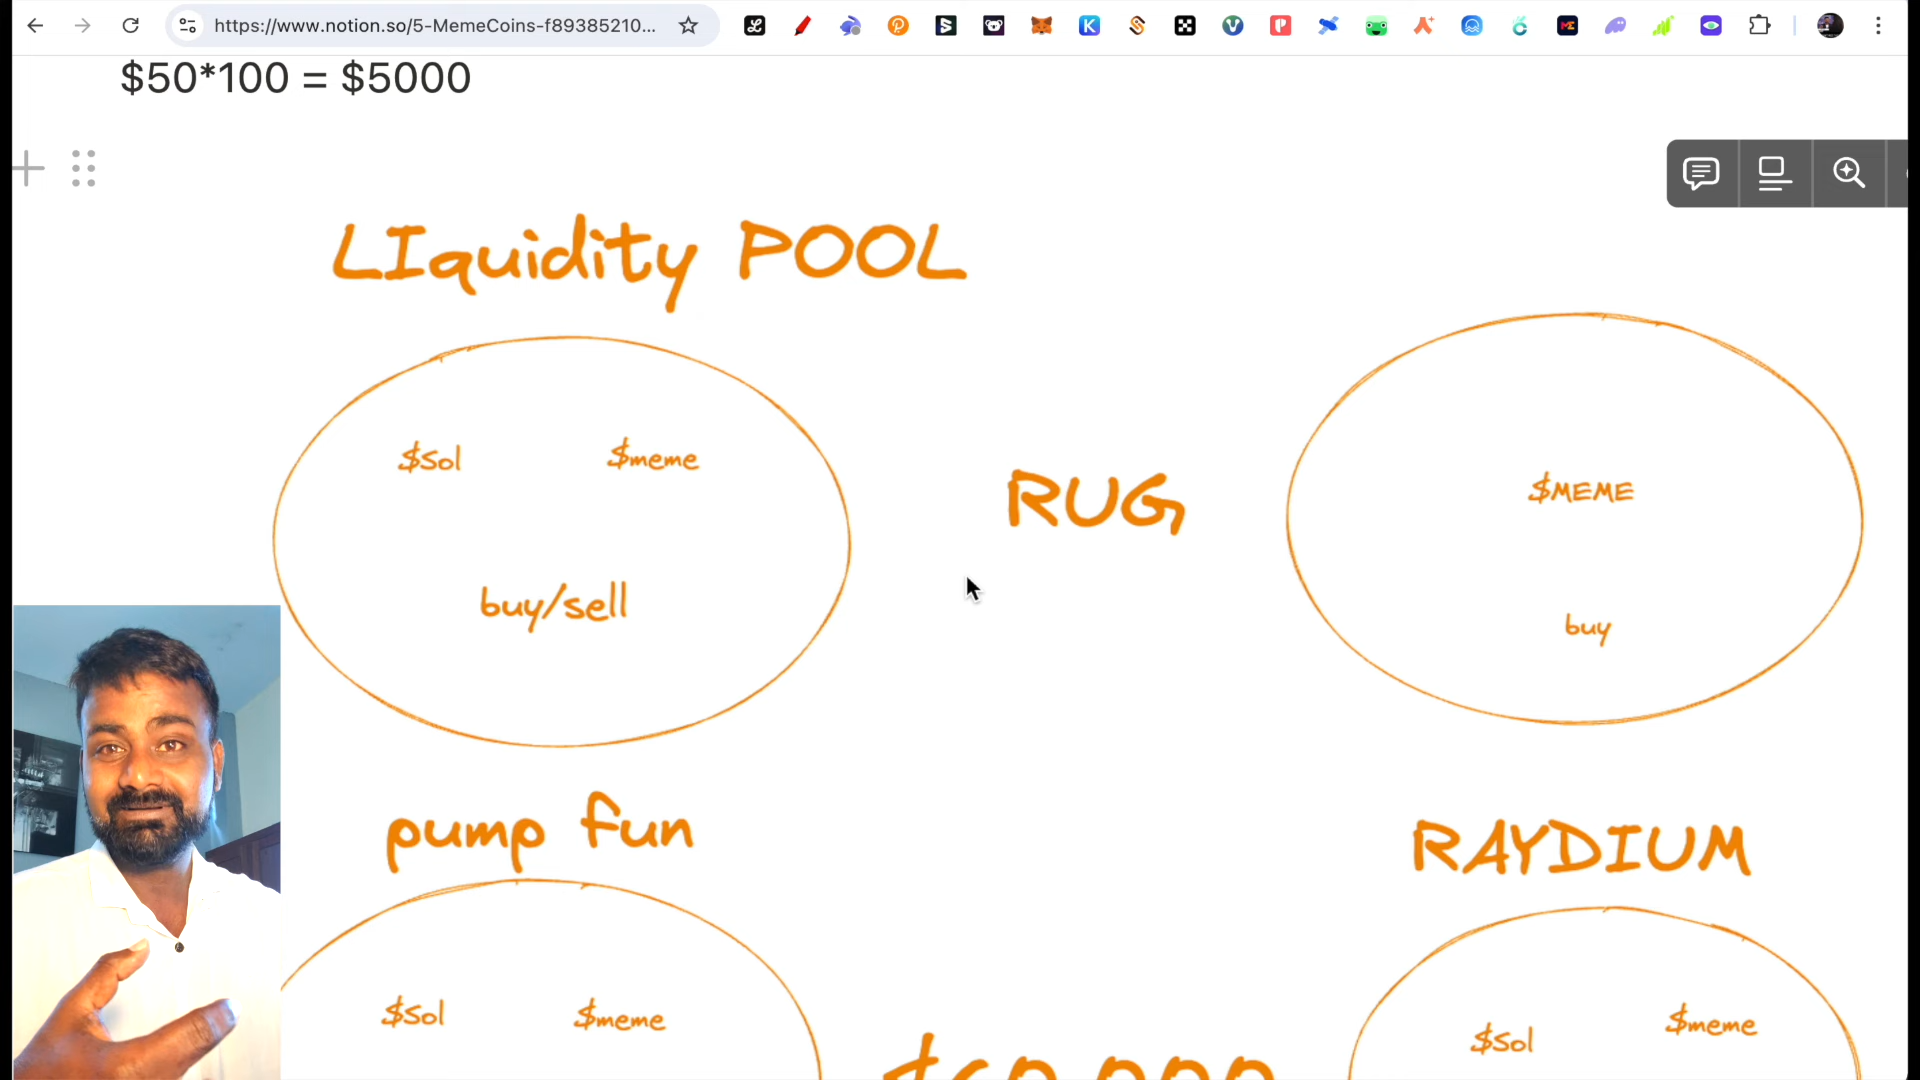 https://www.notion.so/5-MemeCoins-f89385210...
$50*100 = $5000
LIquidity POOL
$Sol $meme
buy/sell
RUG
$MEME
buy
pump fun
RAYDIUM
$Sol $meme
$Sol $meme